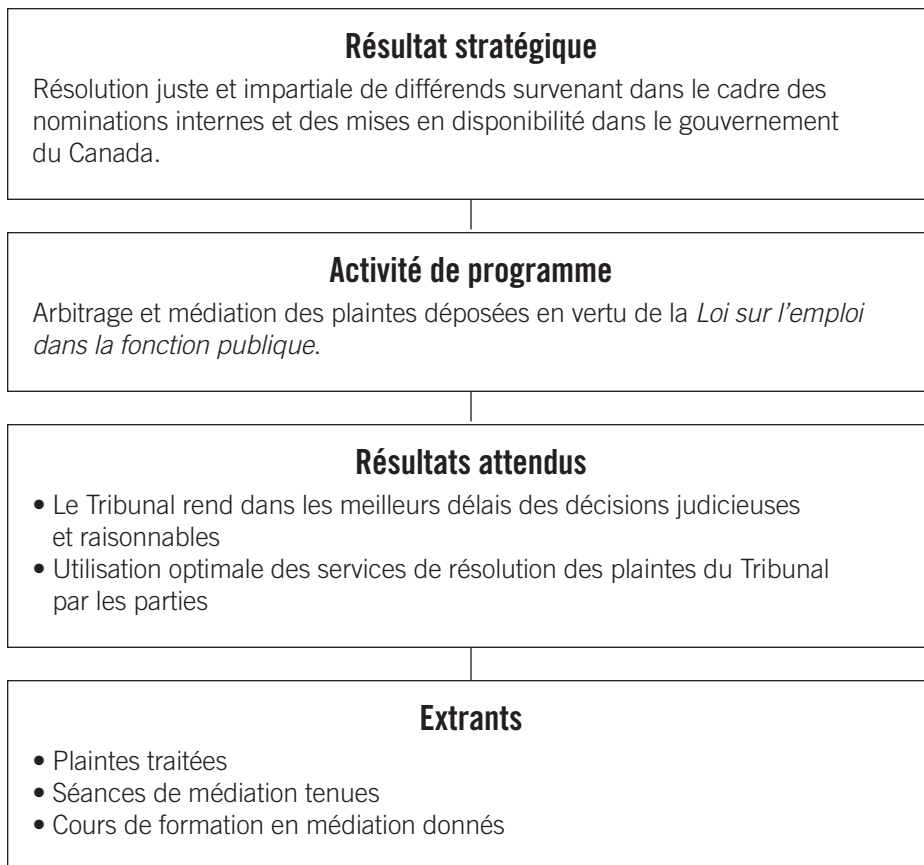 Résultat stratégique
Résolution juste et impartiale de différends survenant dans le cadre des
nominations internes et des mises en disponibilité dans le gouvernement
du Canada.
Activité de programme
Arbitrage et médiation des plaintes déposées en vertu de la Loi sur l'emploi
dans la fonction publique.
Résultats attendus
• Le Tribunal rend dans les meilleurs délais des décisions judicieuses
et raisonnables
• Utilisation optimale des services de résolution des plaintes du Tribunal
par les parties
Extrants
• Plaintes traitées
• Séances de médiation tenues
• Cours de formation en médiation donnés